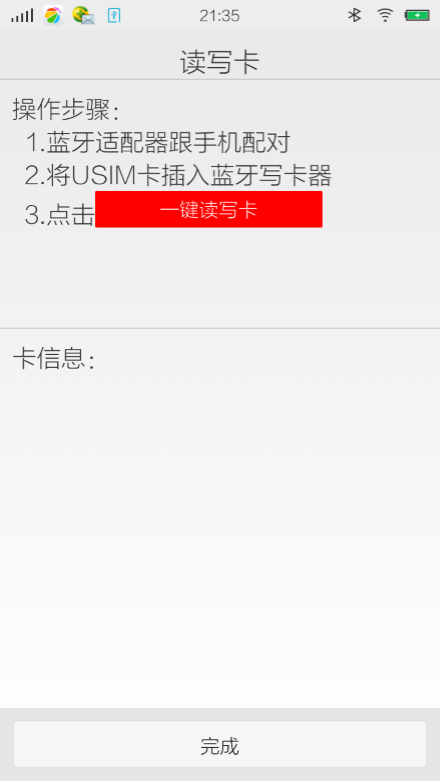 21:35
读写卡
操作步骤：
1.蓝牙适配器跟手机配对
2.将USIM卡插入蓝牙写卡器
3.点击 一键读写卡
卡信息：
完成